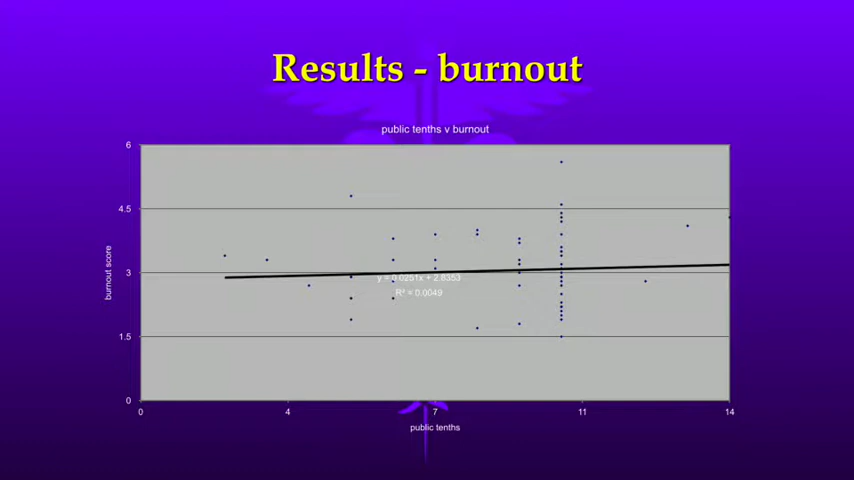 Results - burnout
public tenths v burnout
6
4.5
3
1.5
0
burnout score
y = 0.0251x + 2.8353
R² = 0.0049
0 4 7 11 14
public tenths